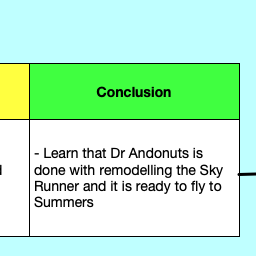 Conclusion
- Learn that Dr Andonuts is
done with remodelling the Sky
Runner and it is ready to fly to
Summers